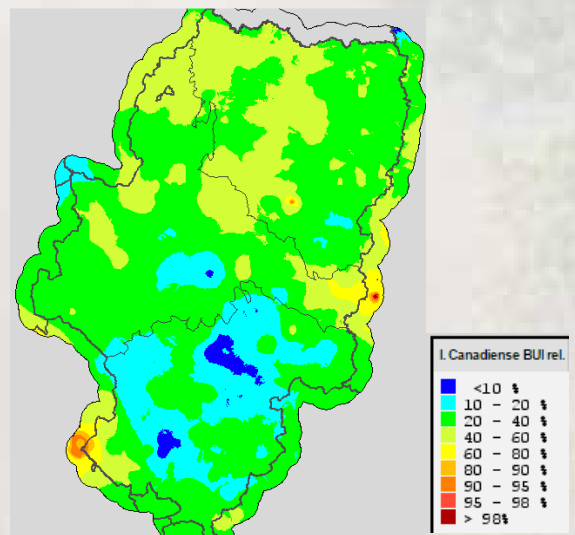 I. Canadiense BUI rel.
<10 %
10 - 20 %
20 - 40 %
40 - 60 %
60 - 80 %
80 - 90 %
90 - 95 %
95 - 98 %
> 98%